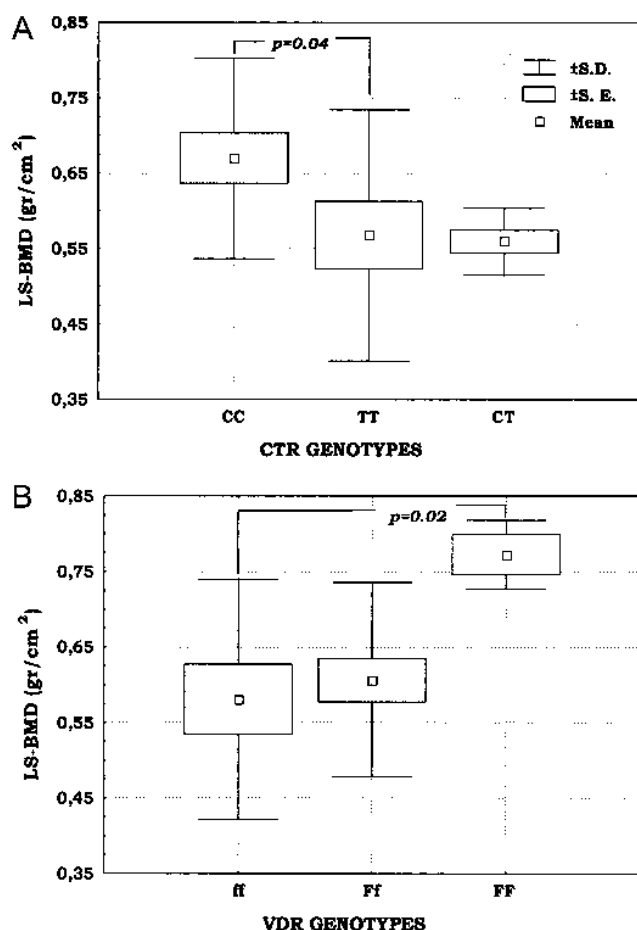 A
0,85
0,75
0,65
0,55
0,45
0,35
LS-BMD (gr/cm²)
p=0.04
±S.D.
±S. E.
Mean
CC TT CT
CTR GENOTYPES
B
0,85
0,75
0,65
0,55
0,45
0,35
LS-BMD (gr/cm²)
p=0.02
ff Ff FF
VDR GENOTYPES